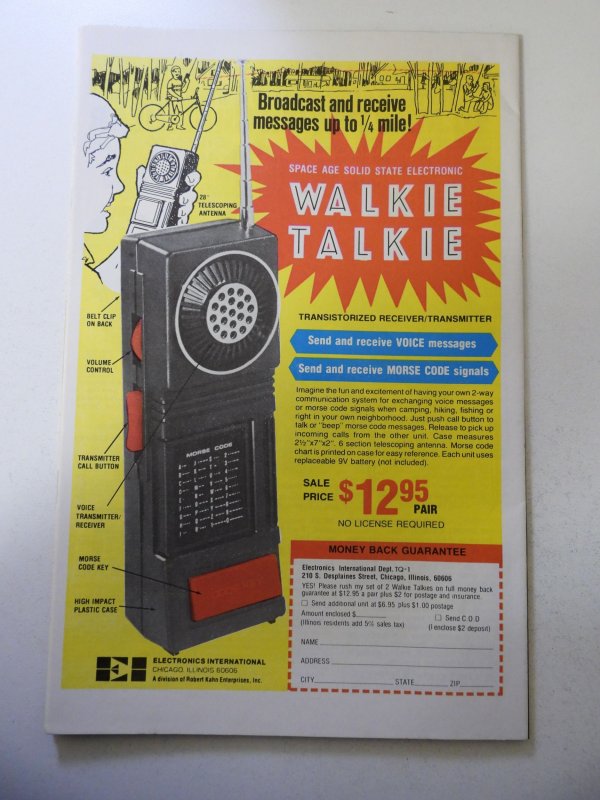 Broadcast and receive
messages up to 1/4 mile!
SPACE AGE SOLID STATE ELECTRONIC
WALKIE
TALKIE
28"
TELESCOPING
ANTENNA
BELT CLIP
ON BACK
VOLUME
CONTROL
TRANSMITTER
CALL BUTTON
VOICE
TRANSMITTER/
RECEIVER
MORSE
CODE KEY
HIGH IMPACT
PLASTIC CASE
MORSE CODE
TRANSISTORIZED RECEIVER/TRANSMITTER
Send and receive VOICE messages
Send and receive MORSE CODE signals
Imagine the fun and excitement of having your own 2-way
communication system for exchanging voice messages
or morse code signals when camping, hiking, fishing or
right in your own neighborhood. Just push call button to
talk or "beep" morse code messages. Release to pick up
incoming calls from the other unit. Case measures
2½"x7"x2". 6 section telescoping antenna. Morse code
chart is printed on case for easy reference. Each unit uses
replaceable 9V battery (not included).
SALE
PRICE $12.95
PAIR
NO LICENSE REQUIRED
MONEY BACK GUARANTEE
Electronics International Dept. TQ-1
210 S. Desplaines Street, Chicago, Illinois, 60606
YES! Please rush my set of 2 Walkie Talkies on full money back
guarantee at $12.95 a pair plus $2 for postage and insurance.
Send additional unit at $6.95 plus $1.00 postage
Amount enclosed $
(Illinois residents add 5% sales tax)
Send C.O.D.
(I enclose $2 deposit)
NAME
ADDRESS
CITY STATE ZIP
EI
ELECTRONICS INTERNATIONAL
CHICAGO, ILLINOIS 60606
A division of Robert Kahn Enterprises, Inc.